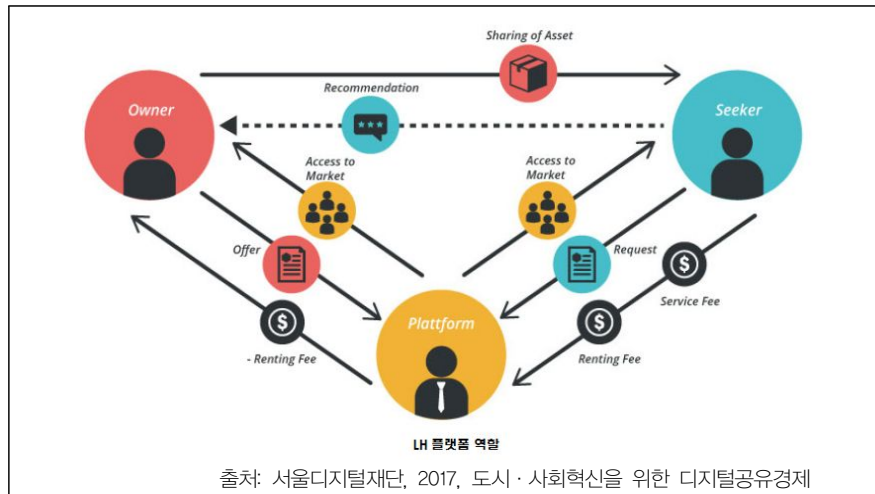 Sharing of Asset
Recommendation
Owner
Seeker
Access to
Market
Access to
Market
Offer
Request
Service Fee
Plattform
- Renting Fee
Renting Fee
LH 플랫폼 역할
출처: 서울디지털재단, 2017, 도시 · 사회혁신을 위한 디지털공유경제